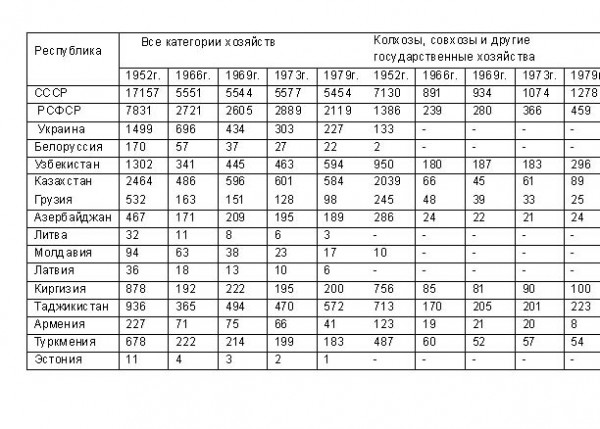 Республика Все категории хозяйств Колхозы, совхозы и другие
государственные хозяйства
1952г. 1966г. 1969г. 1973г. 1979г. 1952г. 1966г. 1969г. 1973г. 1979г
СССР 17157 5551 5544 5577 5454 7130 891 934 1074 1278
РСФСР 7831 2721 2605 2889 2119 1386 239 280 366 459
Украина 1499 696 434 303 227 133 - - - -
Белоруссия 170 57 37 27 22 2 - - - -
Узбекистан 1302 341 445 463 594 950 180 187 183 296
Казахстан 2464 486 596 601 584 2039 66 45 61 89
Грузия 532 163 151 128 98 245 48 39 33 25
Азербайджан 467 171 209 195 189 286 24 22 21 24
Литва 32 11 8 6 3 - - - - -
Молдавия 94 63 38 23 17 10 - - - -
Латвия 36 18 13 10 6 - - - - -
Киргизия 878 192 222 195 200 756 85 81 90 100
Таджикистан 936 365 494 470 572 713 170 205 201 223
Армения 227 71 75 66 41 123 19 21 20 8
Туркмения 678 222 214 199 183 487 60 52 57 54
Эстония 11 4 3 2 1 - - - - -